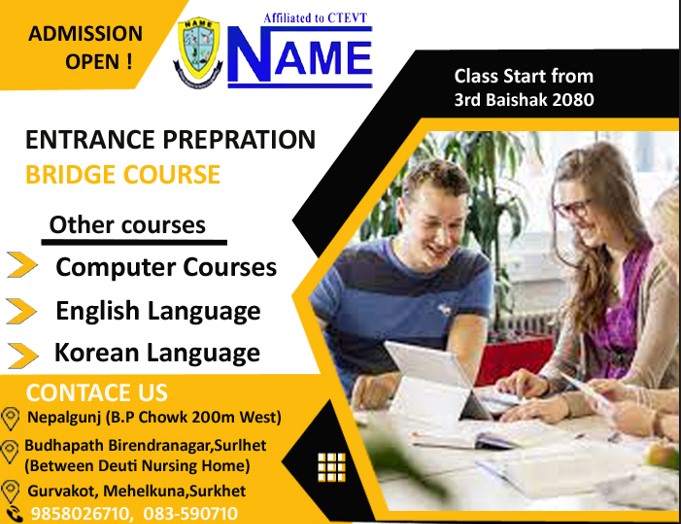 ADMISSION
OPEN !
Affiliated to CTEVT
NAME
NAME
Class Start from
3rd Baishak 2080
ENTRANCE PREPRATION
BRIDGE COURSE
Other courses
Computer Courses
English Language
Korean Language
CONTACE US
Nepalgunj (B.P Chowk 200m West)
Budhapath Birendranagar,Surlhet
(Between Deuti Nursing Home)
Gurvakot, Mehelkuna,Surkhet
9858026710, 083-590710